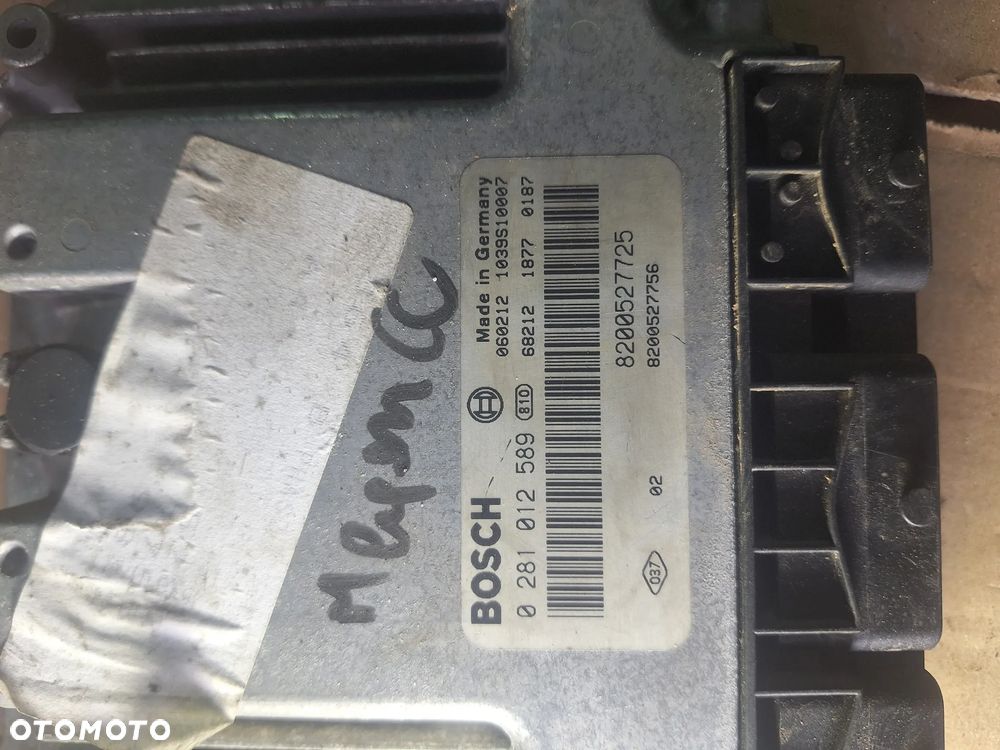 Made in Germany
060212 1039S10007
68212 1877 0187
BOSCH
0 281 012 589 810
8200527725
8200527756
037 02
CC
OTOMOTO